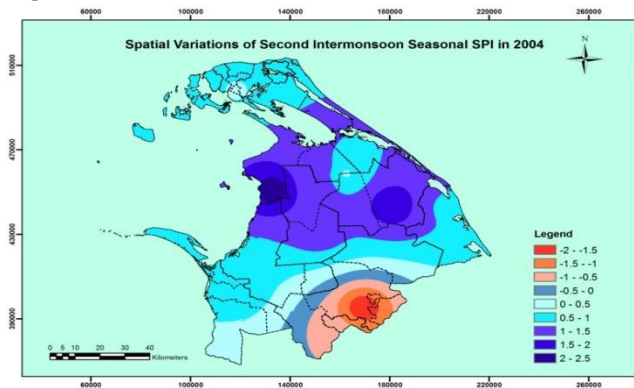 60000 100000 140000 180000 220000 260000
Spatial Variations of Second Intermonsoon Seasonal SPI in 2004
510000
470000
430000
390000
Legend
-2 - -1.5
-1.5 - -1
-1 - -0.5
-0.5 - 0
0 - 0.5
0.5 - 1
1 - 1.5
1.5 - 2
2 - 2.5
0 5 10 20 30 40
Kilometers
60000 100000 140000 180000 220000 260000